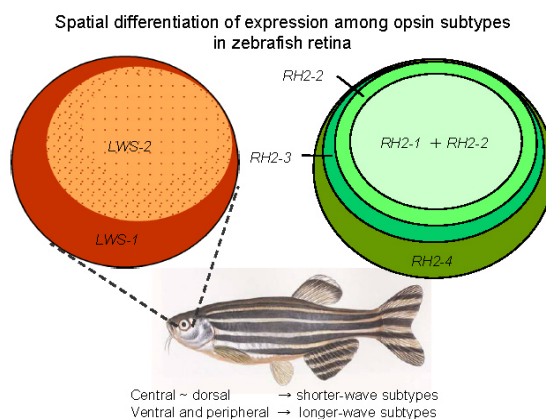 Spatial differentiation of expression among opsin subtypes
in zebrafish retina
RH2-2
LWS-2
RH2-1 + RH2-2
RH2-3
LWS-1
RH2-4
Central ~ dorsal → shorter-wave subtypes
Ventral and peripheral → longer-wave subtypes